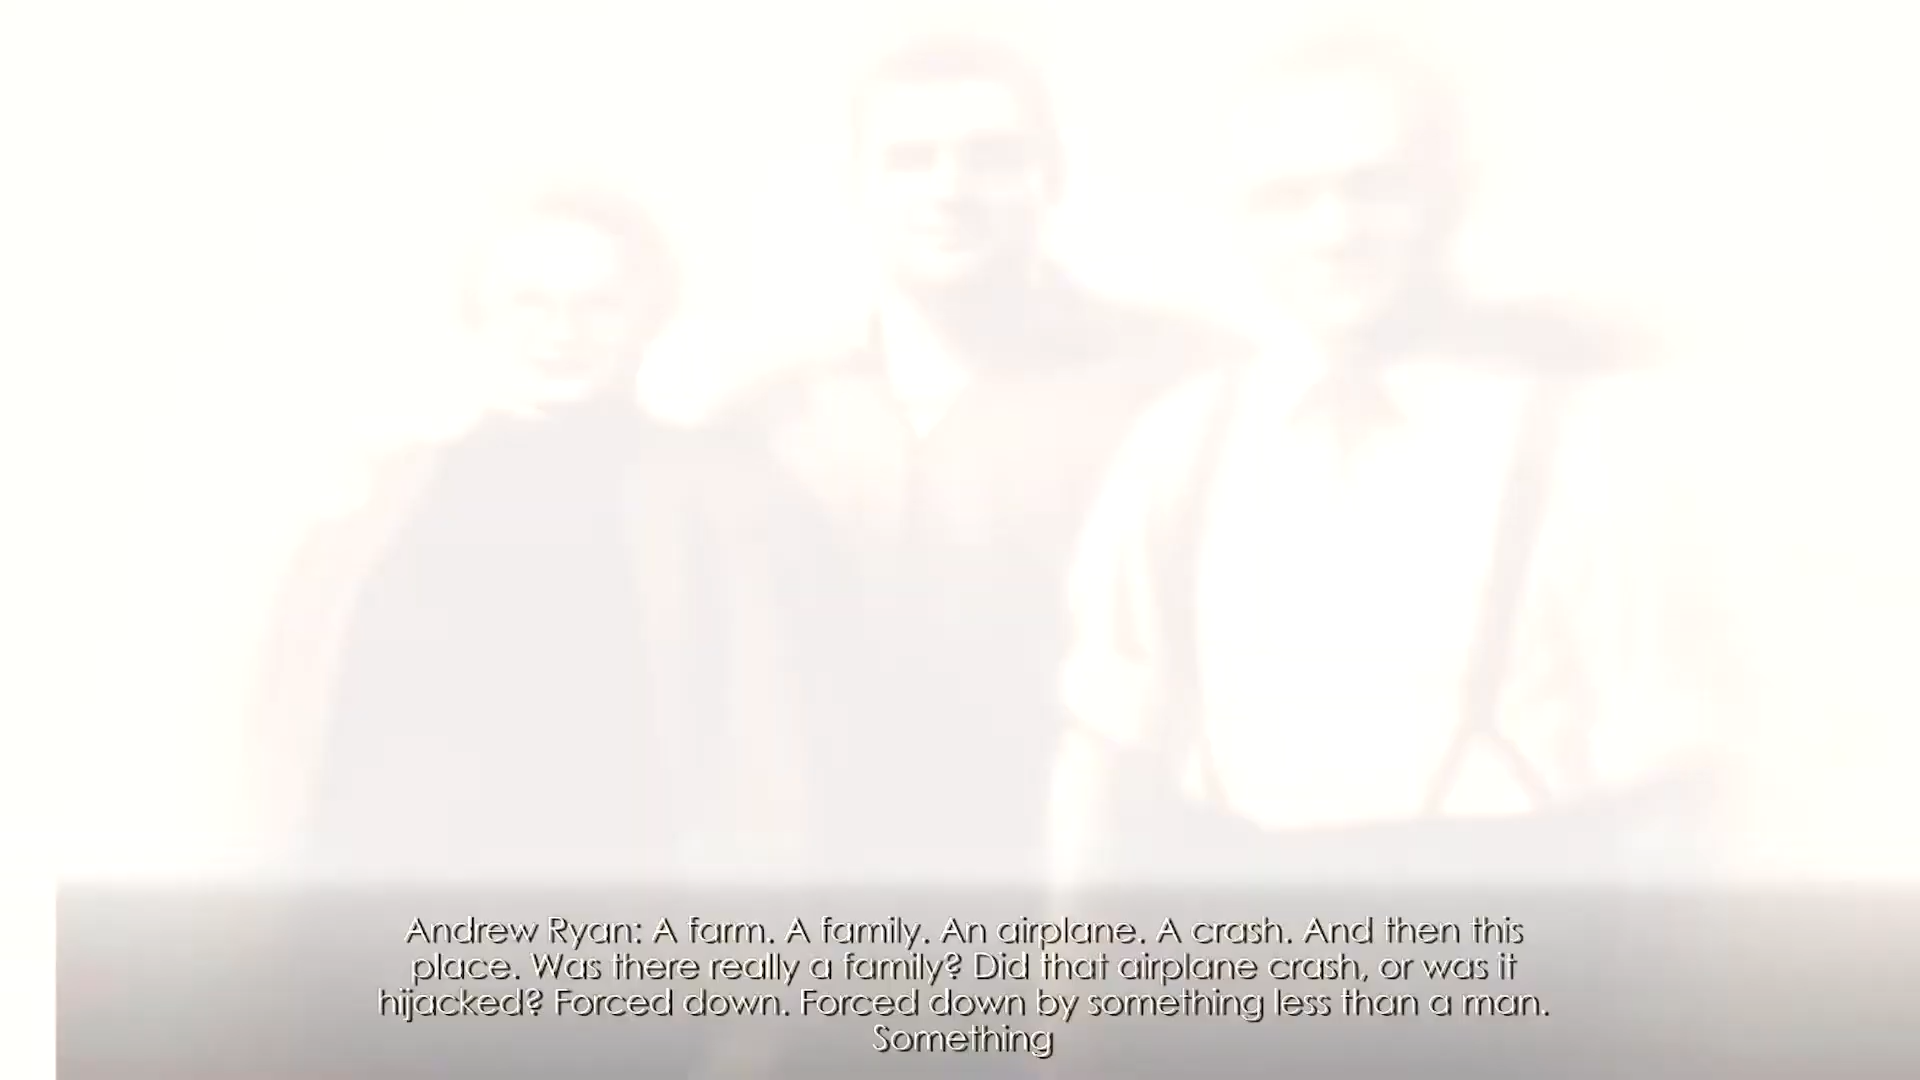 Andrew Ryan: A farm. A family. An airplane. A crash. And then this
place. Was there really a family? Did that airplane crash, or was it
hijacked? Forced down. Forced down by something less than a man.
Something